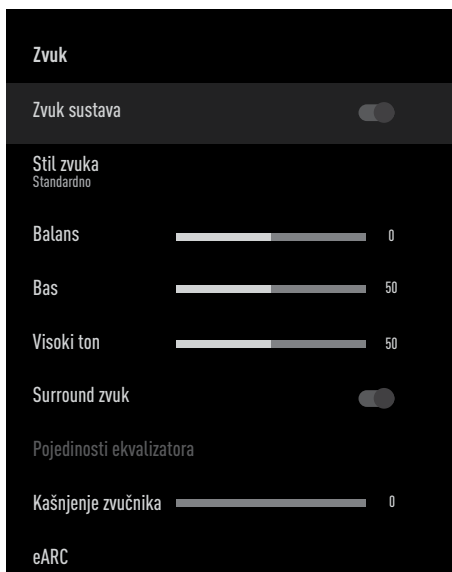 Zvuk
Zvuk sustava
Stil zvuka
Standardno
Balans 0
Bas 50
Visoki ton 50
Surround zvuk
Pojedinosti ekvalizatora
Kašnjenje zvučnika 0
eARC